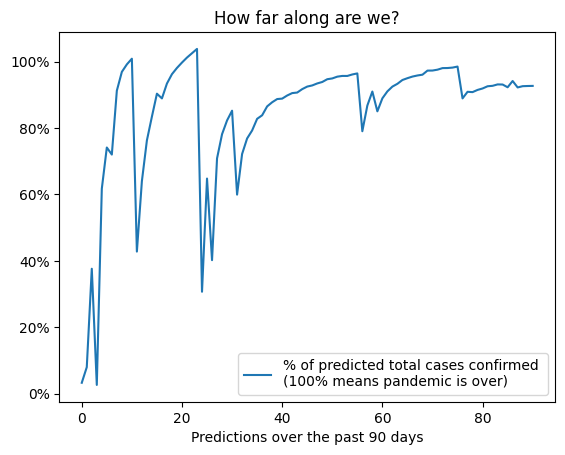 How far along are we?
100%
80%
60%
40%
20%
0%
% of predicted total cases confirmed
(100% means pandemic is over)
0 20 40 60 80
Predictions over the past 90 days